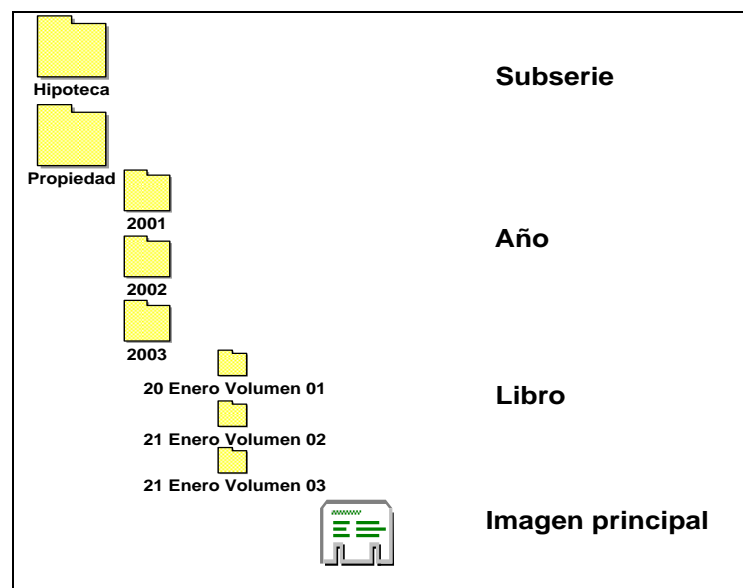 Subserie
Hipoteca
Propiedad
2001
Año
2002
2003
20 Enero Volumen 01
Libro
21 Enero Volumen 02
21 Enero Volumen 03
Imagen principal